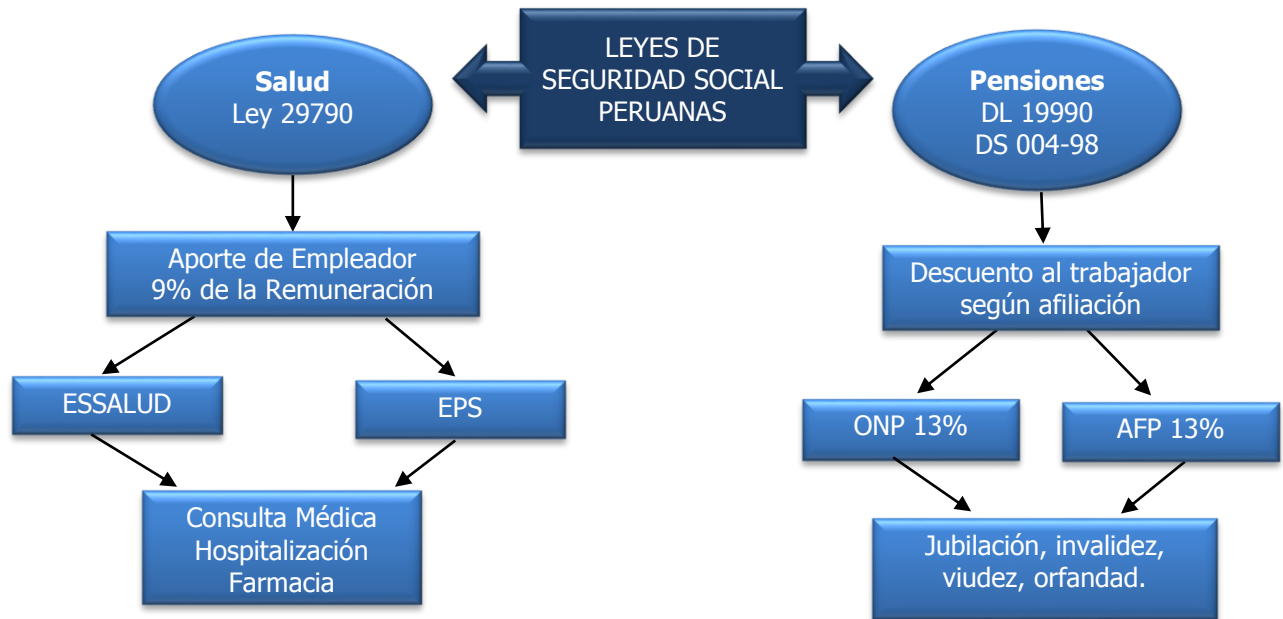 LEYES DE
SEGURIDAD SOCIAL
PERUANAS
Salud
Ley 29790
Pensiones
DL 19990
DS 004-98
Aporte de Empleador
9% de la Remuneración
Descuento al trabajador
según afiliación
ESSALUD
EPS
ONP 13%
AFP 13%
Consulta Médica
Hospitalización
Farmacia
Jubilación, invalidez,
viudez, orfandad.